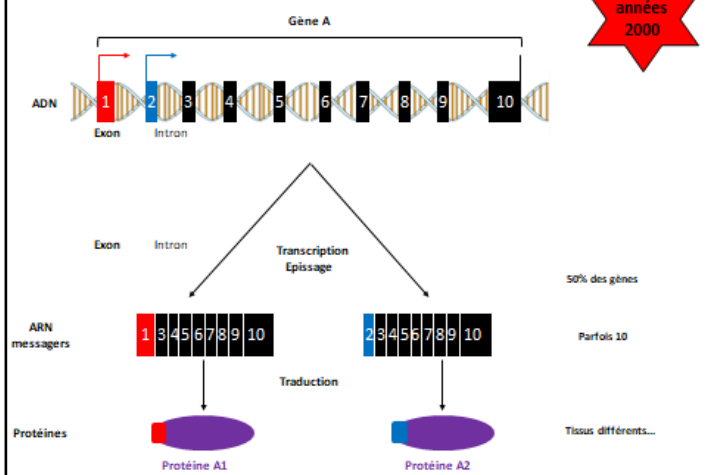 années
2000
Gène A
ADN
1 2 3 4 5 6 7 8 9 10
Exon Intron
Exon Intron
Transcription
Epissage
50% des gènes
ARN
messagers
1 3 4 5 6 7 8 9 10
2 3 4 5 6 7 8 9 10
Parfois 10
Traduction
Protéines
Tissus différents...
Protéine A1
Protéine A2